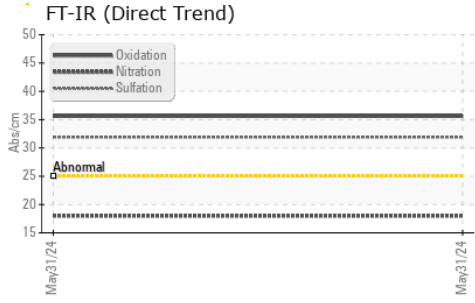 FT-IR (Direct Trend)
50
45
40
35
30
25
20
15
Abs/cm
Oxidation
Nitration
Sulfation
Abnormal
May31/24
May31/24